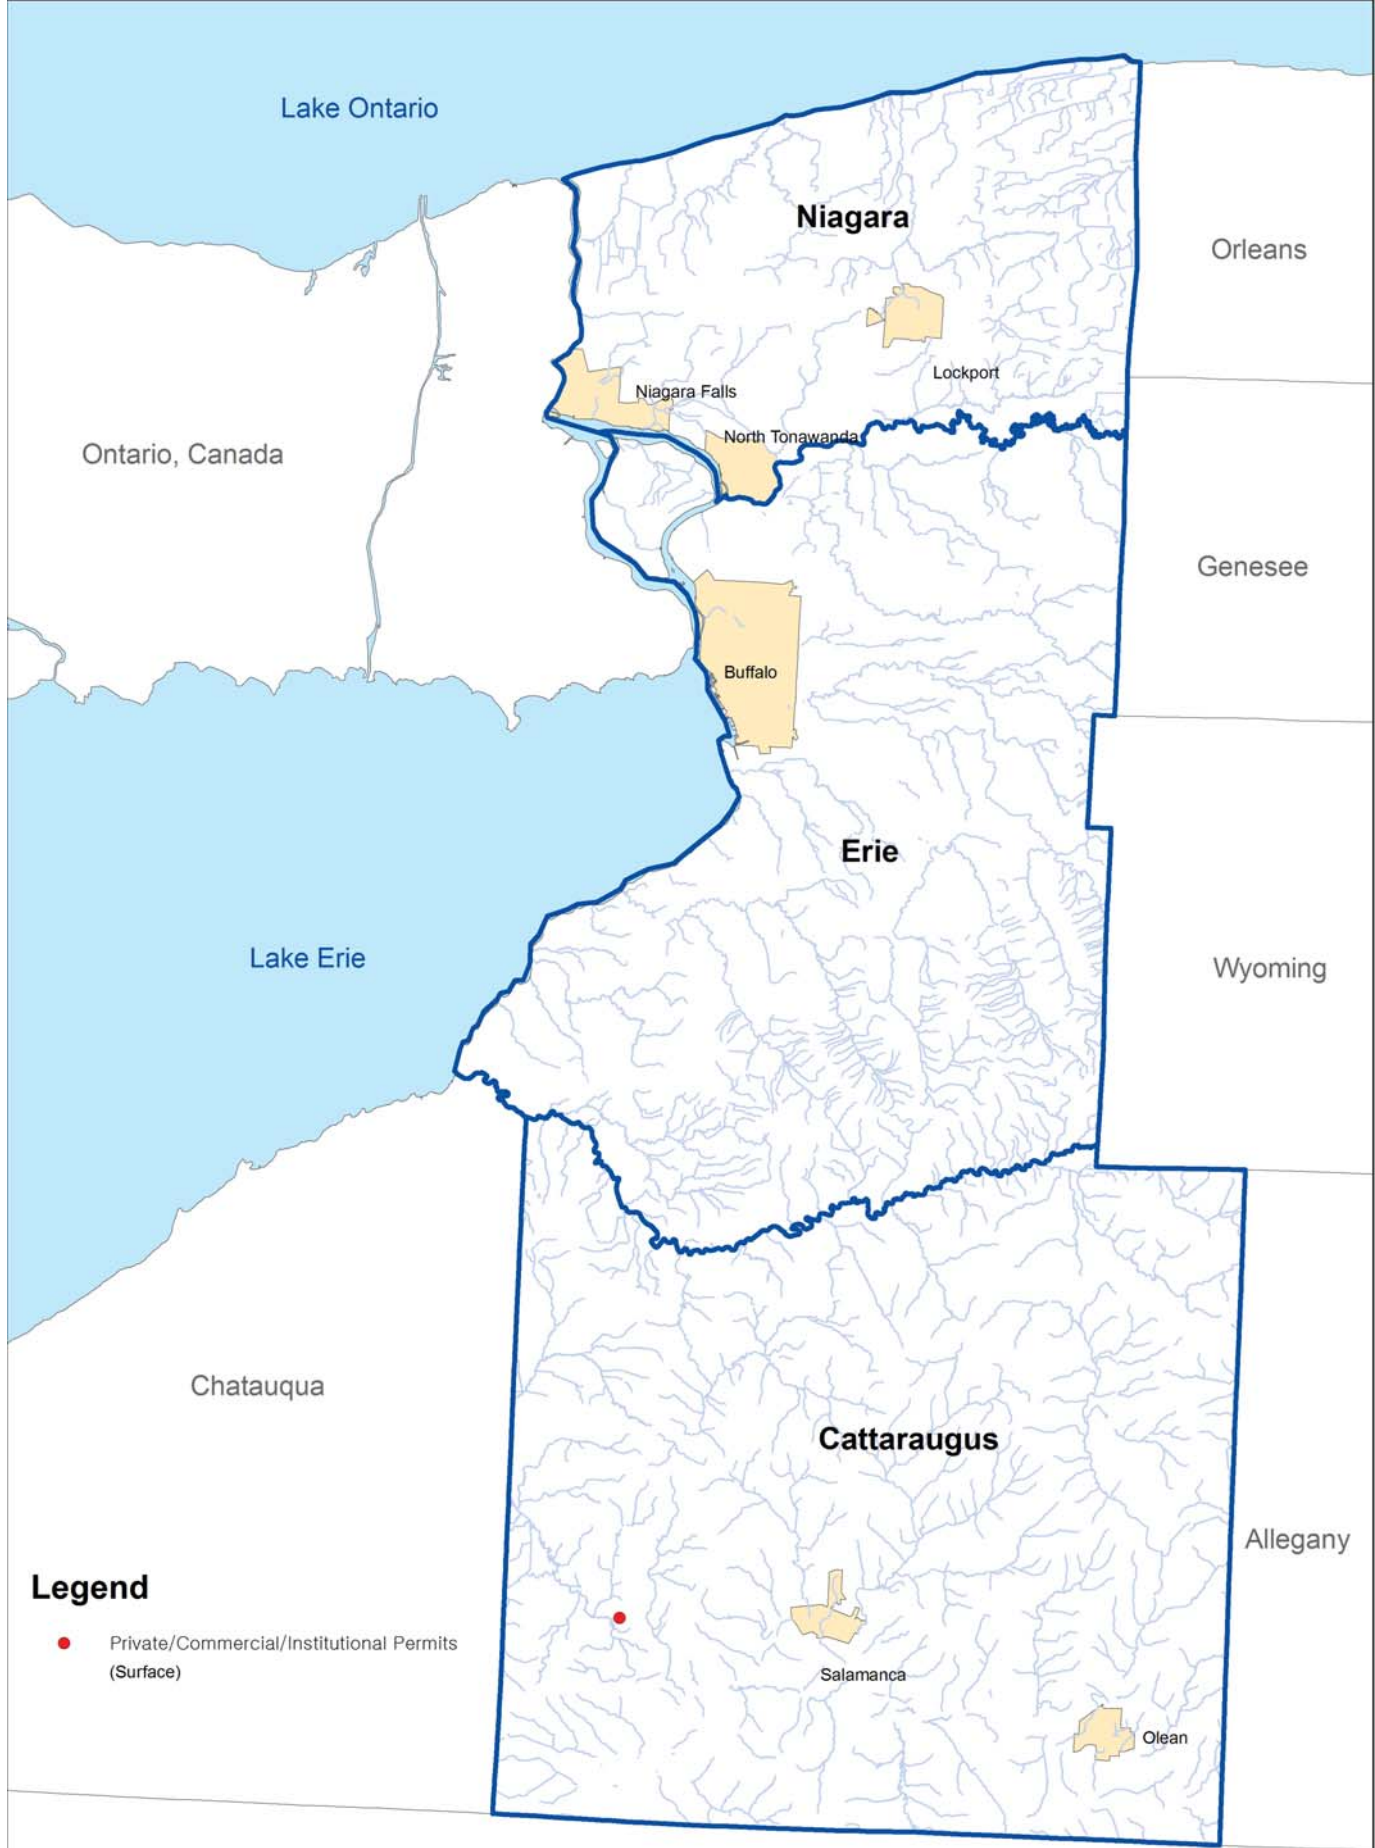 Lake Ontario
Niagara
Orleans
Lockport
Niagara Falls
North Tonawanda
Ontario, Canada
Genesee
Buffalo
Erie
Lake Erie
Wyoming
Chatauqua
Cattaraugus
Allegany
Legend
Private/Commercial/Institutional Permits
(Surface)
Salamanca
Olean